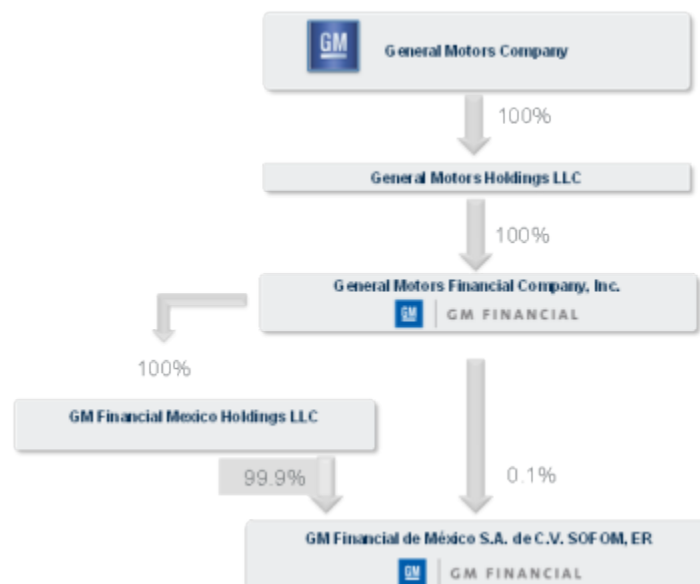 GM
General Motors Company
100%
General Motors Holdings LLC
100%
General Motors Financial Company, Inc.
GM GM FINANCIAL
100%
GM Financial Mexico Holdings LLC
99.9%
0.1%
GM Financial de México S.A. de C.V. SOFOM, ER
GM GM FINANCIAL